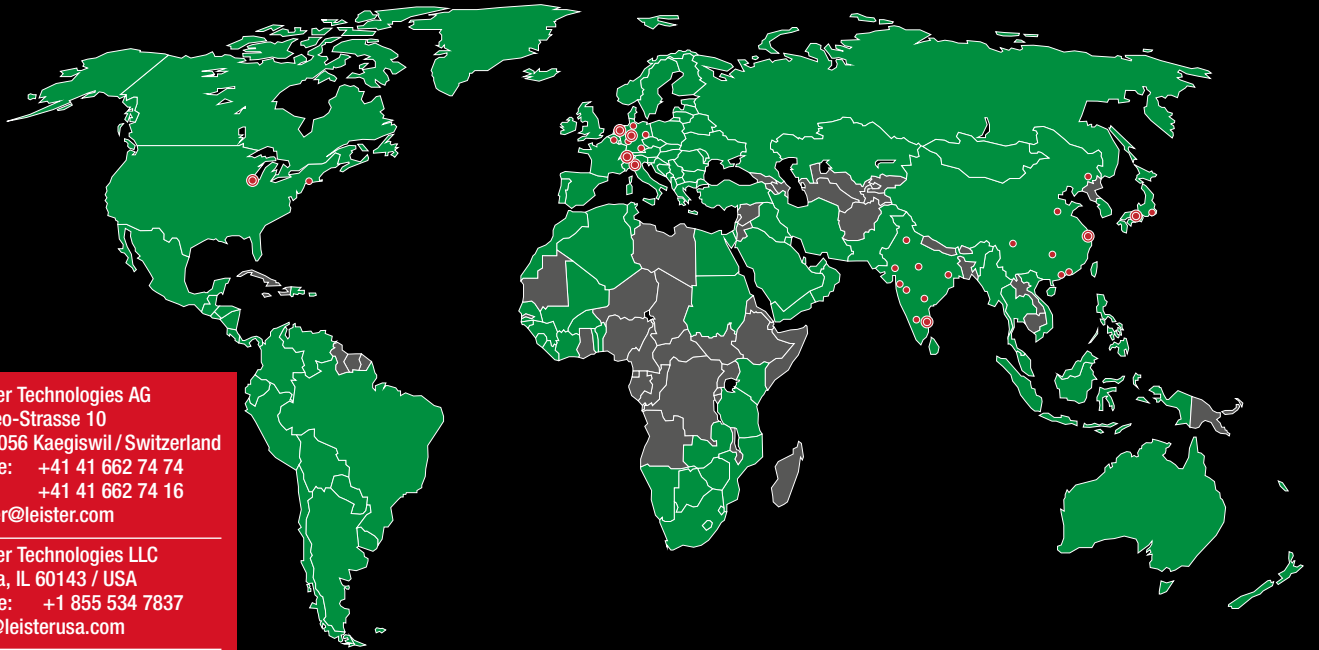 er Technologies AG
eo-Strasse 10
056 Kaegiswil / Switzerland
e: +41 41 662 74 74
+41 41 662 74 16
er@leister.com
er Technologies LLC
a, IL 60143 / USA
e: +1 855 534 7837
@leisterusa.com